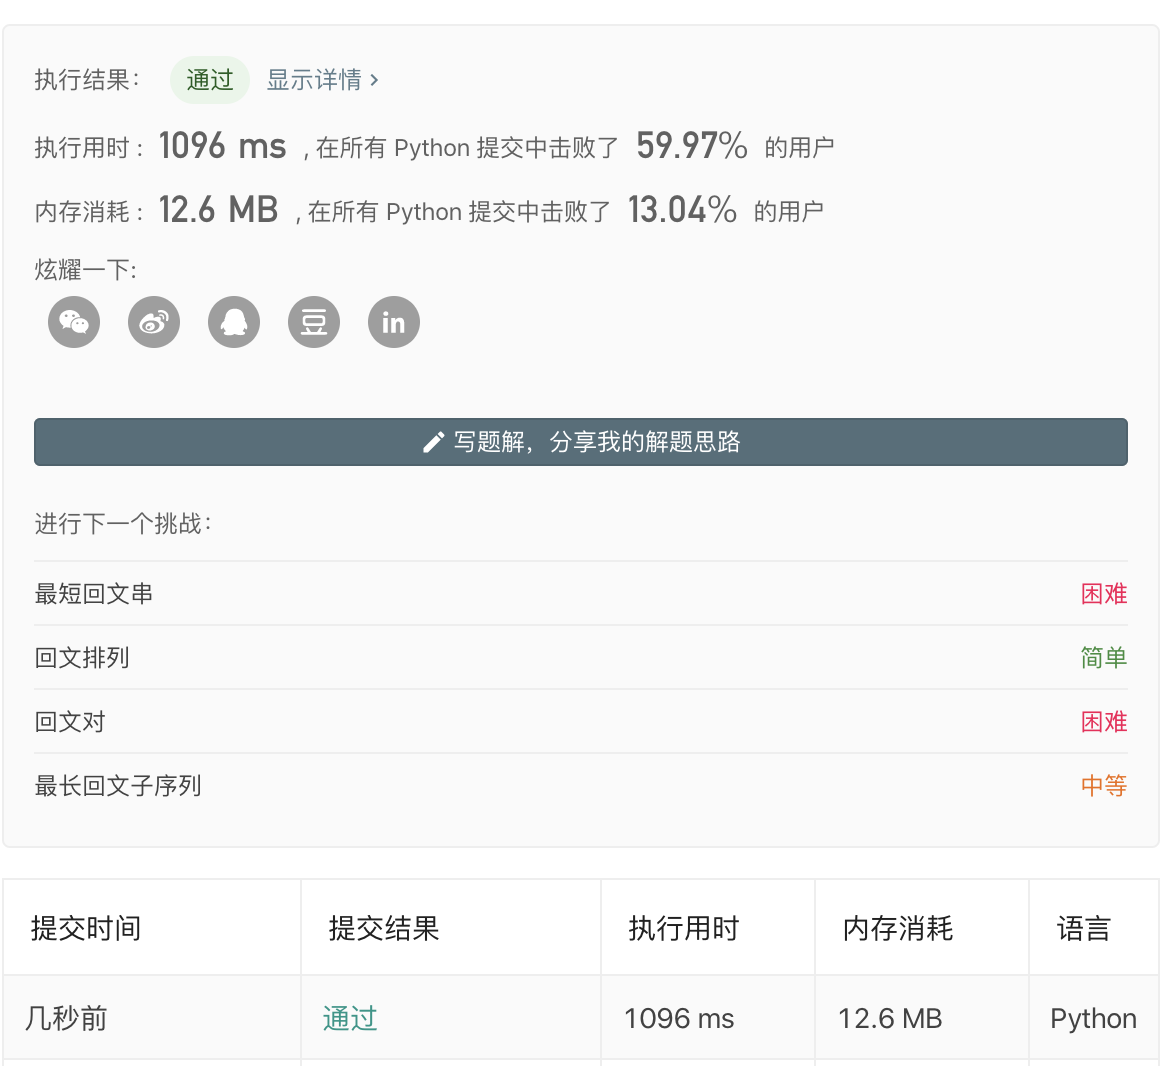 执行结果： 通过 显示详情 ›
执行用时 : 1096 ms , 在所有 Python 提交中击败了 59.97% 的用户
内存消耗 : 12.6 MB , 在所有 Python 提交中击败了 13.04% 的用户
炫耀一下:
豆 in
写题解，分享我的解题思路
进行下一个挑战：
最短回文串 困难
回文排列 简单
回文对 困难
最长回文子序列 中等
提交时间 提交结果 执行用时 内存消耗 语言
几秒前 通过 1096 ms 12.6 MB Python